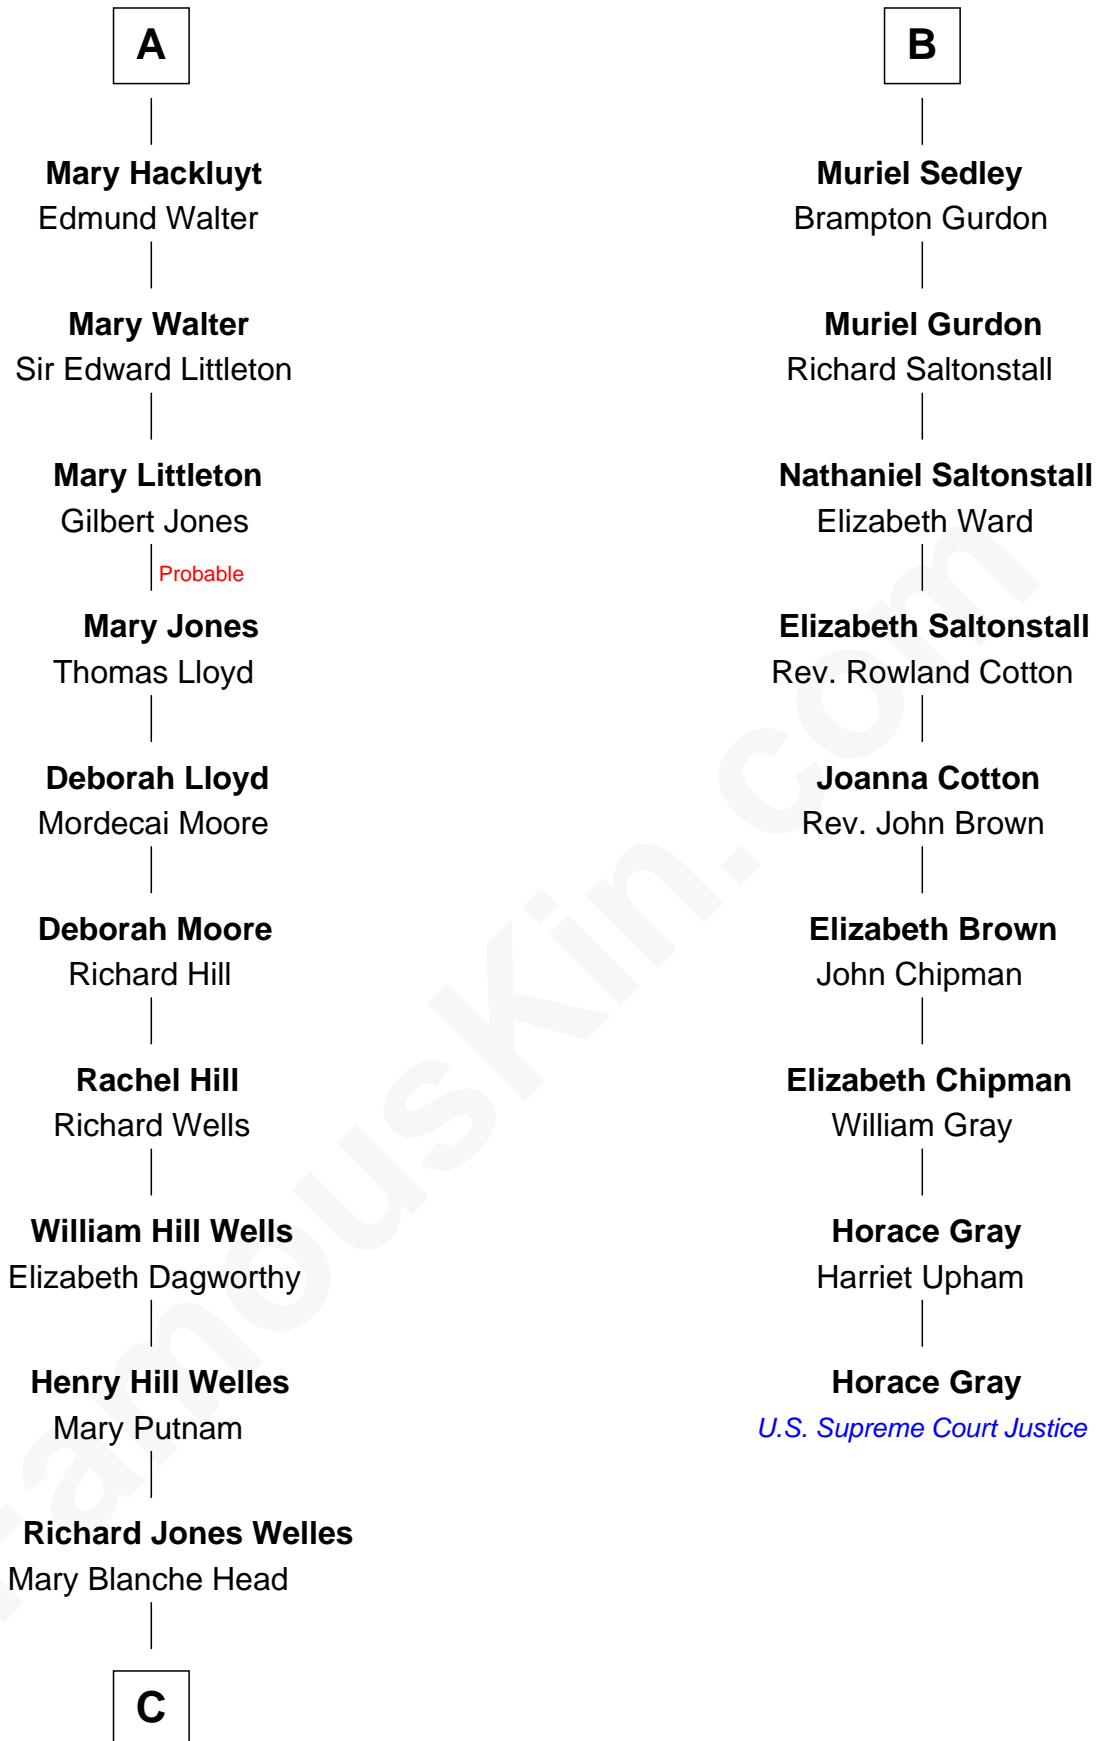 A
Mary Hackluyt
Edmund Walter
Mary Walter
Sir Edward Littleton
Mary Littleton
Gilbert Jones
Probable
Mary Jones
Thomas Lloyd
Deborah Lloyd
Mordecai Moore
Deborah Moore
Richard Hill
Rachel Hill
Richard Wells
William Hill Wells
Elizabeth Dagworthy
Henry Hill Welles
Mary Putnam
Richard Jones Welles
Mary Blanche Head
C
B
Muriel Sedley
Brampton Gurdon
Muriel Gurdon
Richard Saltonstall
Nathaniel Saltonstall
Elizabeth Ward
Elizabeth Saltonstall
Rev. Rowland Cotton
Joanna Cotton
Rev. John Brown
Elizabeth Brown
John Chipman
Elizabeth Chipman
William Gray
Horace Gray
Harriet Upham
Horace Gray
U.S. Supreme Court Justice
FamousKin.com